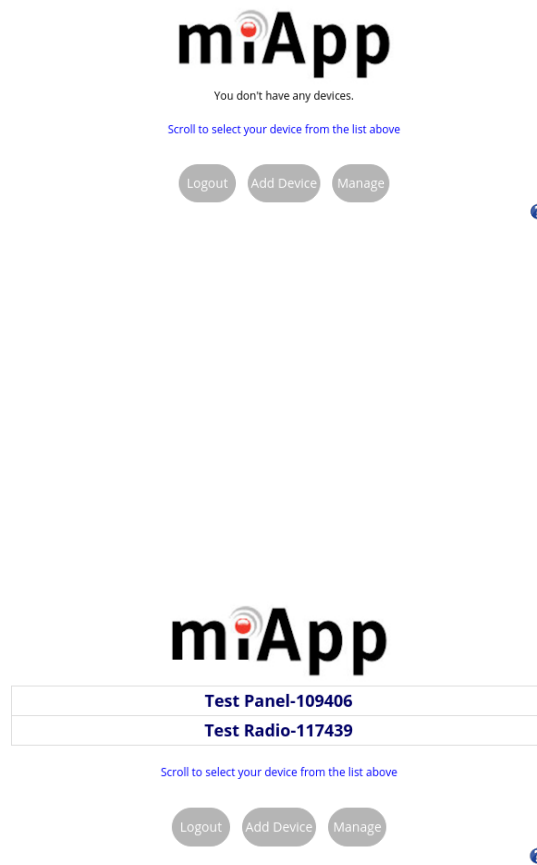 miApp
You don't have any devices.
Scroll to select your device from the list above
Logout Add Device Manage
miApp
Test Panel-109406
Test Radio-117439
Scroll to select your device from the list above
Logout Add Device Manage